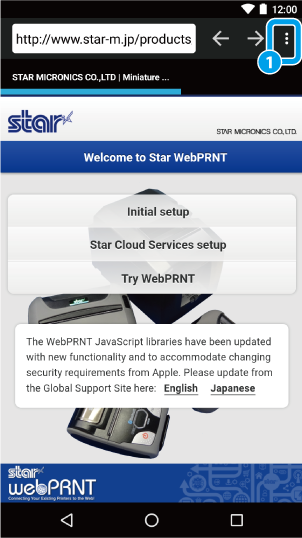 12:00
http://www.star-m.jp/products
1
STAR MICRONICS CO.,LTD | Miniature ...
star
STAR MICRONICS CO.,LTD.
Welcome to Star WebPRNT
Initial setup
Star Cloud Services setup
Try WebPRNT
The WebPRNT JavaScript libraries have been updated
with new functionality and to accommodate changing
security requirements from Apple. Please update from
the Global Support Site here: English Japanese
star
webPRNT
Connecting Your Existing Printers to the Web!